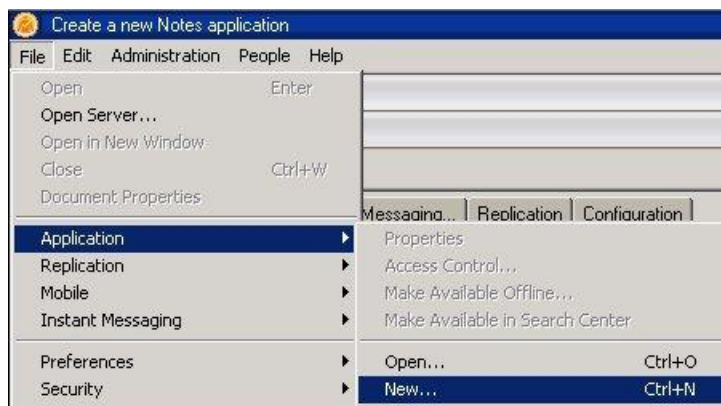 Create a new Notes application
File Edit Administration People Help
Open Enter
Open Server...
Open in New Window
Close Ctrl+W
Document Properties
Messaging... Replication Configuration
Application Properties
Replication Access Control...
Mobile Make Available Offline...
Instant Messaging Make Available in Search Center
Preferences Open... Ctrl+O
Security New... Ctrl+N